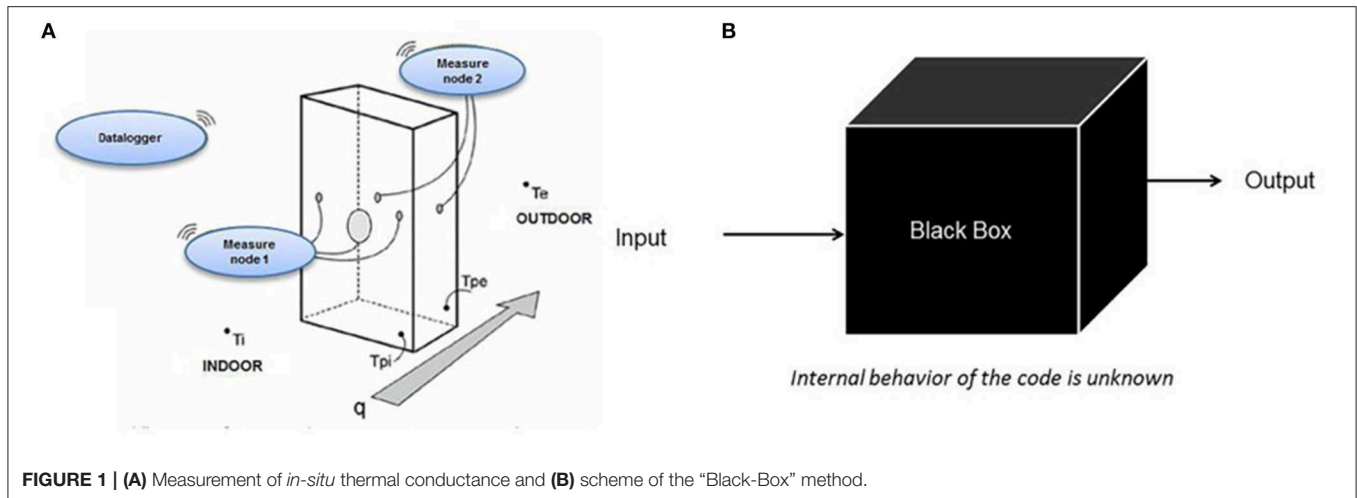 A
Measure
node 2
Datalogger
Te
OUTDOOR
Measure
node 1
Tpe
Ti
INDOOR
Tpi
q
B
Input
Black Box
Output
Internal behavior of the code is unknown
FIGURE 1 | (A) Measurement of in-situ thermal conductance and (B) scheme of the “Black-Box” method.